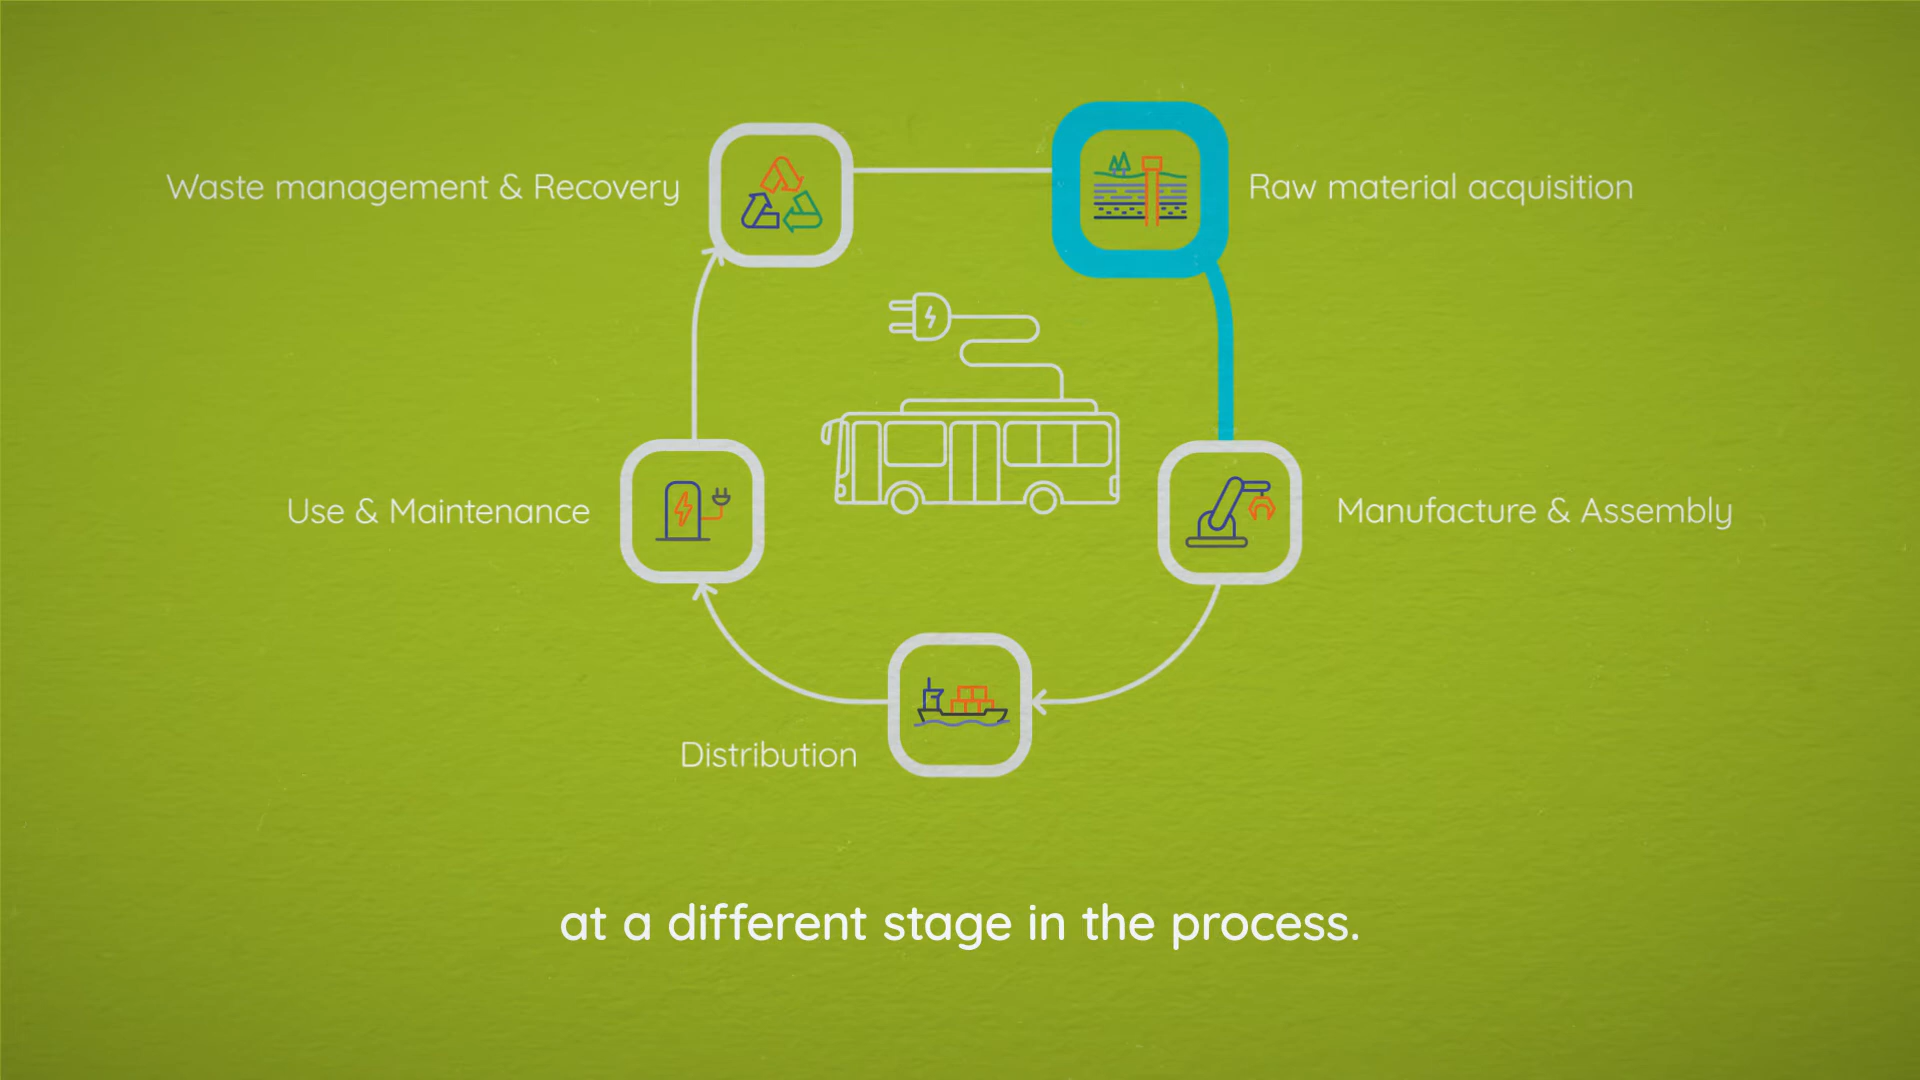 Waste management & Recovery
Raw material acquisition
Use & Maintenance
Manufacture & Assembly
Distribution
at a different stage in the process.